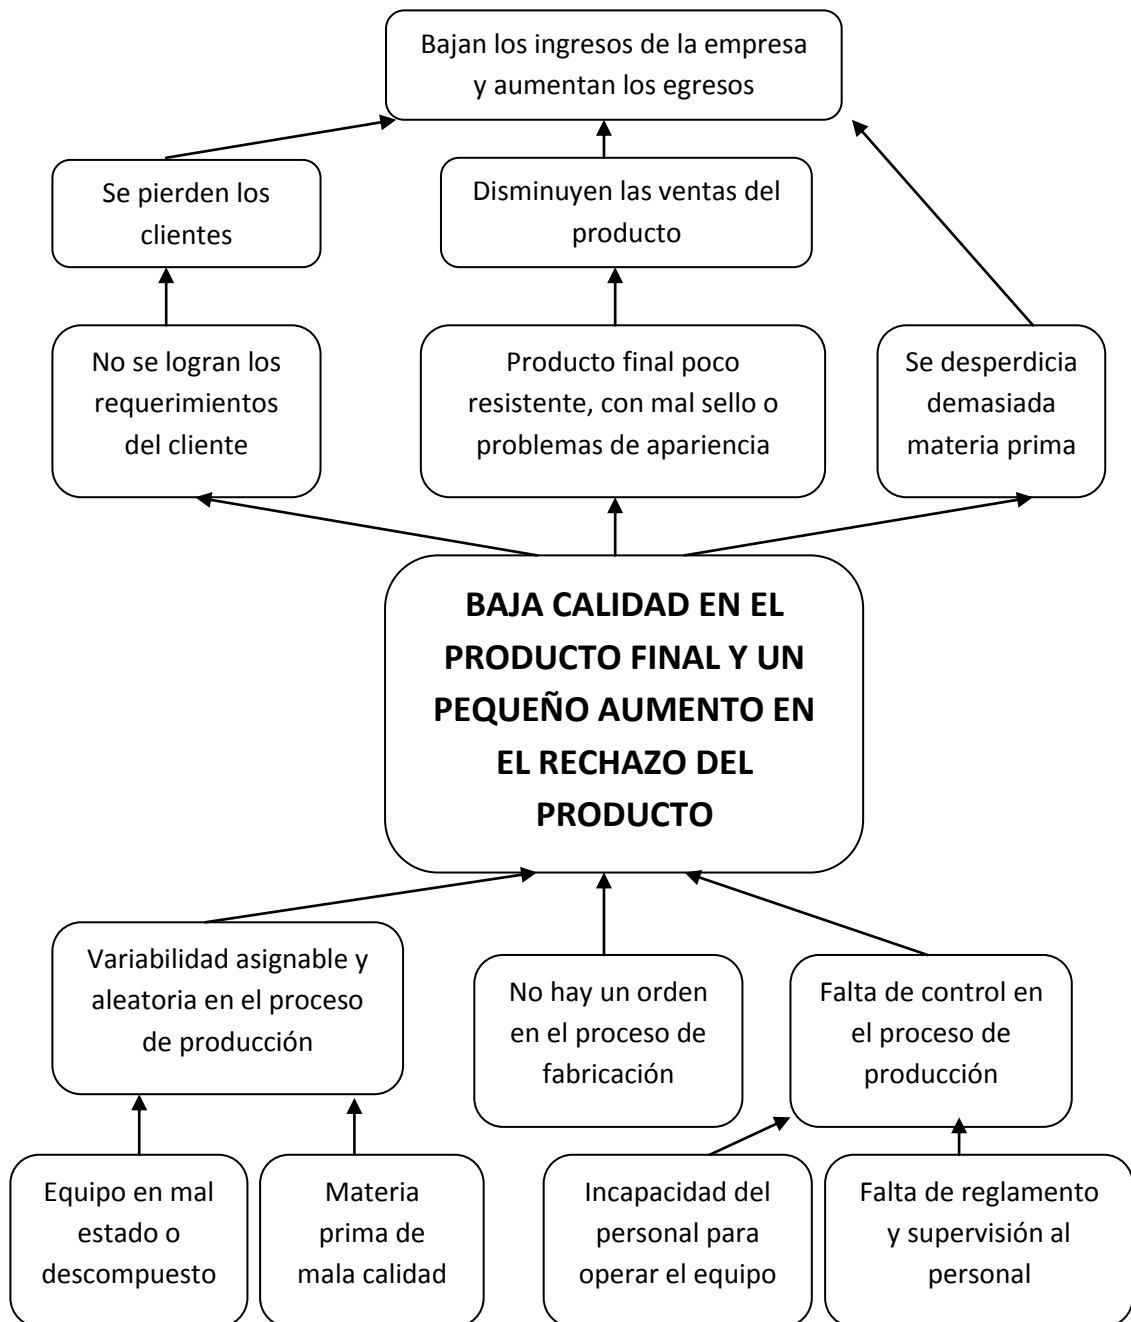 Bajan los ingresos de la empresa
y aumentan los egresos
Se pierden los
clientes
Disminuyen las ventas del
producto
No se logran los
requerimientos
del cliente
Producto final poco
resistente, con mal sello o
problemas de apariencia
Se desperdicia
demasiada
materia prima
BAJA CALIDAD EN EL
PRODUCTO FINAL Y UN
PEQUEÑO AUMENTO EN
EL RECHAZO DEL
PRODUCTO
Variabilidad asignable y
aleatoria en el proceso
de producción
No hay un orden
en el proceso de
fabricación
Falta de control en
el proceso de
producción
Equipo en mal
estado o
descompuesto
Materia
prima de
mala calidad
Incapacidad del
personal para
operar el equipo
Falta de reglamento
y supervisión al
personal